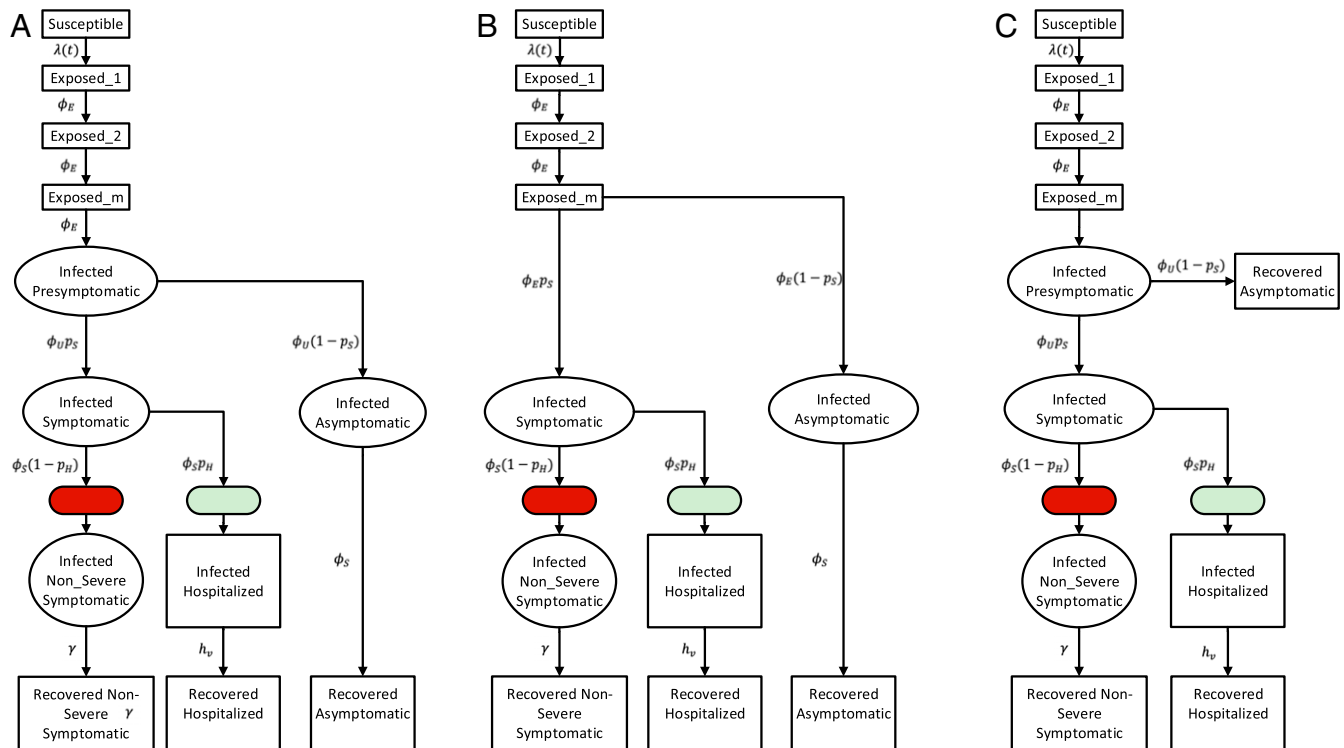 A
Susceptible
λ(t)
Exposed_1
ϕ_E
Exposed_2
ϕ_E
Exposed_m
ϕ_E
Infected
Presymptomatic
ϕ_U p_S
ϕ_U(1−p_S)
Infected
Symptomatic
Infected
Asymptomatic
ϕ_S(1−p_H)
ϕ_S p_H
Infected
Non_Severe
Symptomatic
Infected
Hospitalized
ϕ_S
γ
h_v
Recovered Non-
Severe γ
Symptomatic
Recovered
Hospitalized
Recovered
Asymptomatic
B
Susceptible
λ(t)
Exposed_1
ϕ_E
Exposed_2
ϕ_E
Exposed_m
ϕ_E p_S
ϕ_E(1−p_S)
Infected
Symptomatic
Infected
Asymptomatic
ϕ_S(1−p_H)
ϕ_S p_H
Infected
Non_Severe
Symptomatic
Infected
Hospitalized
ϕ_S
γ
h_v
Recovered Non-
Severe
Symptomatic
Recovered
Hospitalized
Recovered
Asymptomatic
C
Susceptible
λ(t)
Exposed_1
ϕ_E
Exposed_2
ϕ_E
Exposed_m
Infected
Presymptomatic
ϕ_U(1−p_S)
Recovered
Asymptomatic
ϕ_U p_S
Infected
Symptomatic
ϕ_S(1−p_H)
ϕ_S p_H
Infected
Non_Severe
Symptomatic
Infected
Hospitalized
γ
h_v
Recovered Non-
Severe
Symptomatic
Recovered
Hospitalized